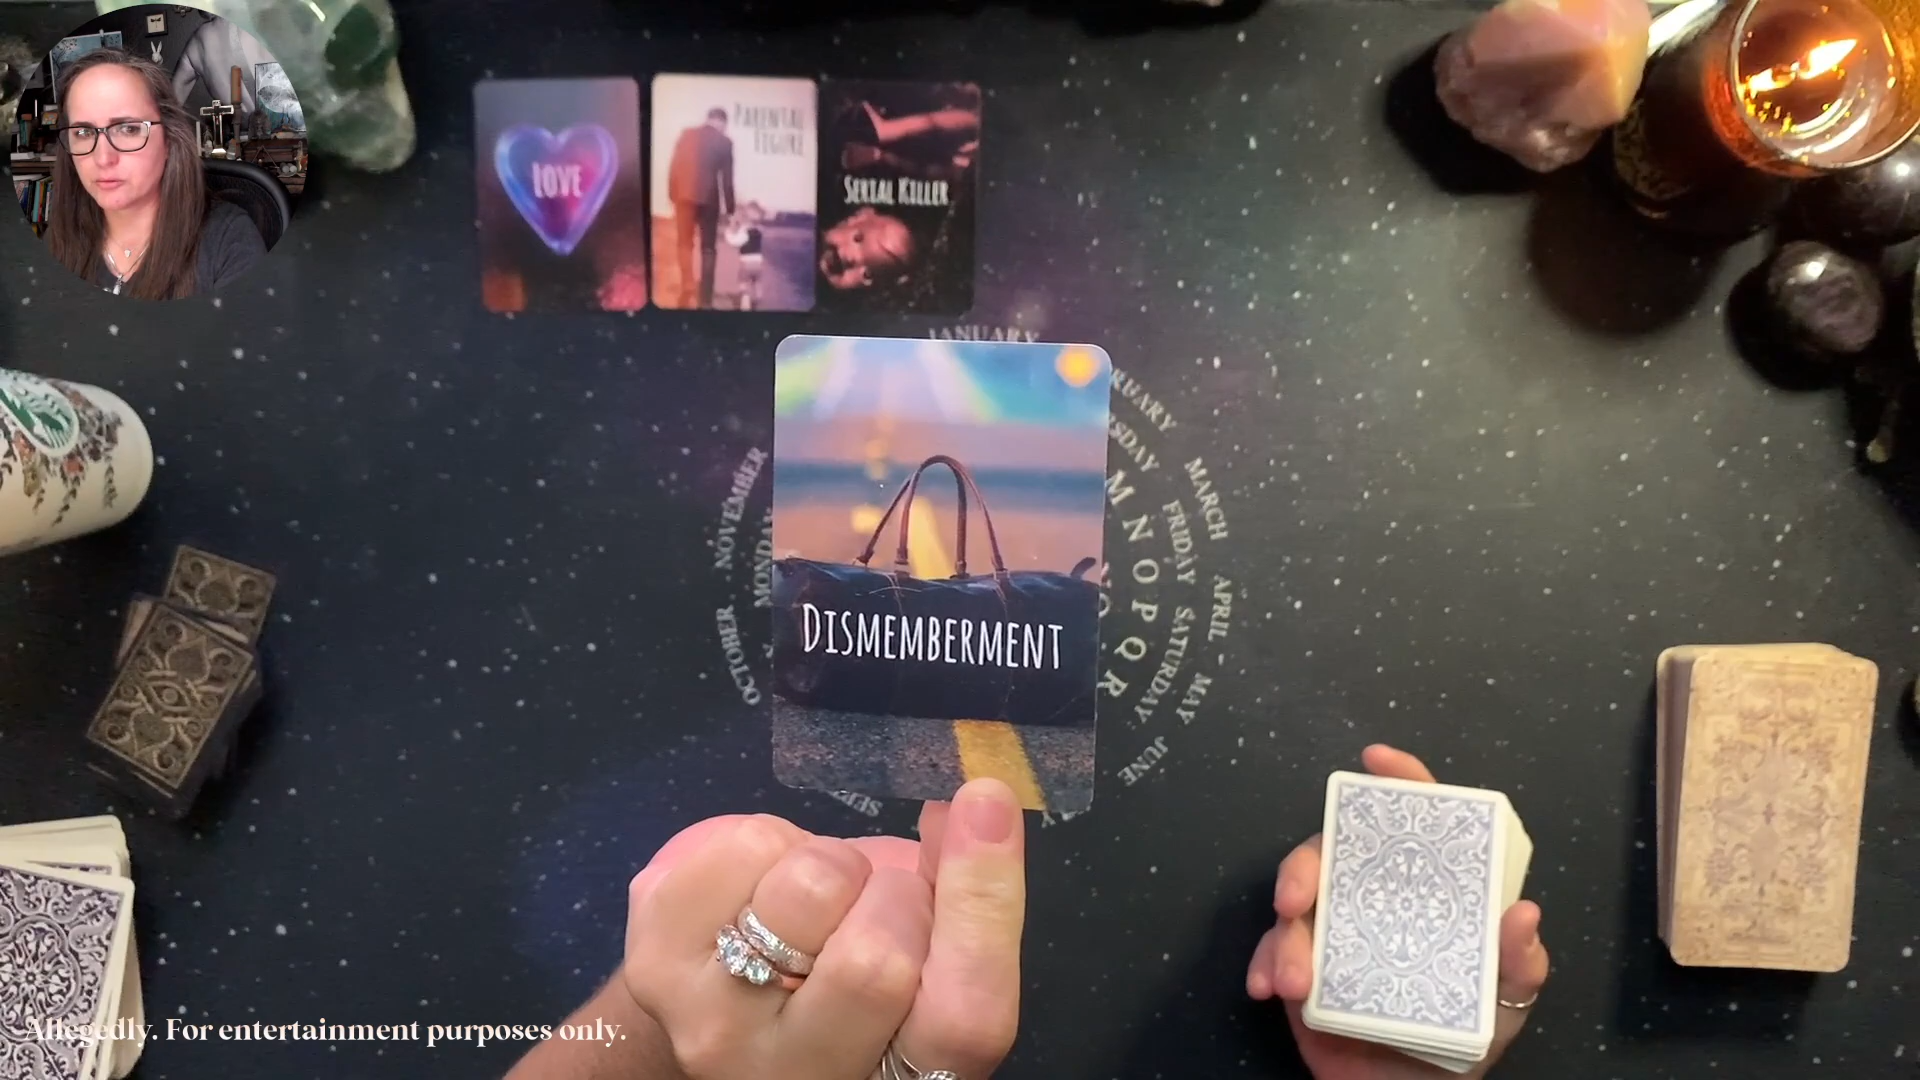 LOVE
PARENTAL
FIGURE
SERIAL KILLER
JANUARY
RUARY
MARCH
APRIL
MAY
JUNE
OCTOBER
NOVEMBER
MONDAY
FRIDAY
SATURDAY
M N O P Q R
DISMEMBERMENT
Allegedly. For entertainment purposes only.